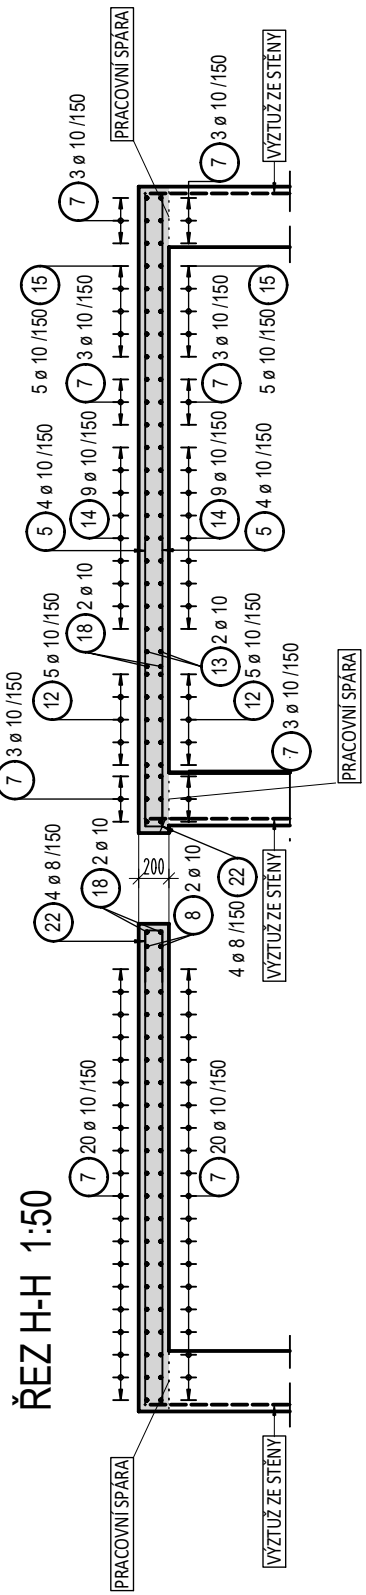 ŘEZ H-H 1:50
PRACOVNÍ SPÁRA
7 20 ø 10 /150
22 4 ø 8 /150
18 2 ø 10
7 3 ø 10 /150
12 5 ø 10 /150
18 2 ø 10
5 4 ø 10 /150
14 9 ø 10 /150
7 3 ø 10 /150
5 ø 10 /150 15
7 3 ø 10 /150
PRACOVNÍ SPÁRA
200
7 20 ø 10 /150
8 2 ø 10
4 ø 8 /150 22
7 3 ø 10 /150
12 5 ø 10 /150
13 2 ø 10
5 4 ø 10 /150
14 9 ø 10 /150
7 3 ø 10 /150
5 ø 10 /150 15
7 3 ø 10 /150
VÝZTUŽ ZE STĚNY
VÝZTUŽ ZE STĚNY
PRACOVNÍ SPÁRA
VÝZTUŽ ZE STĚNY